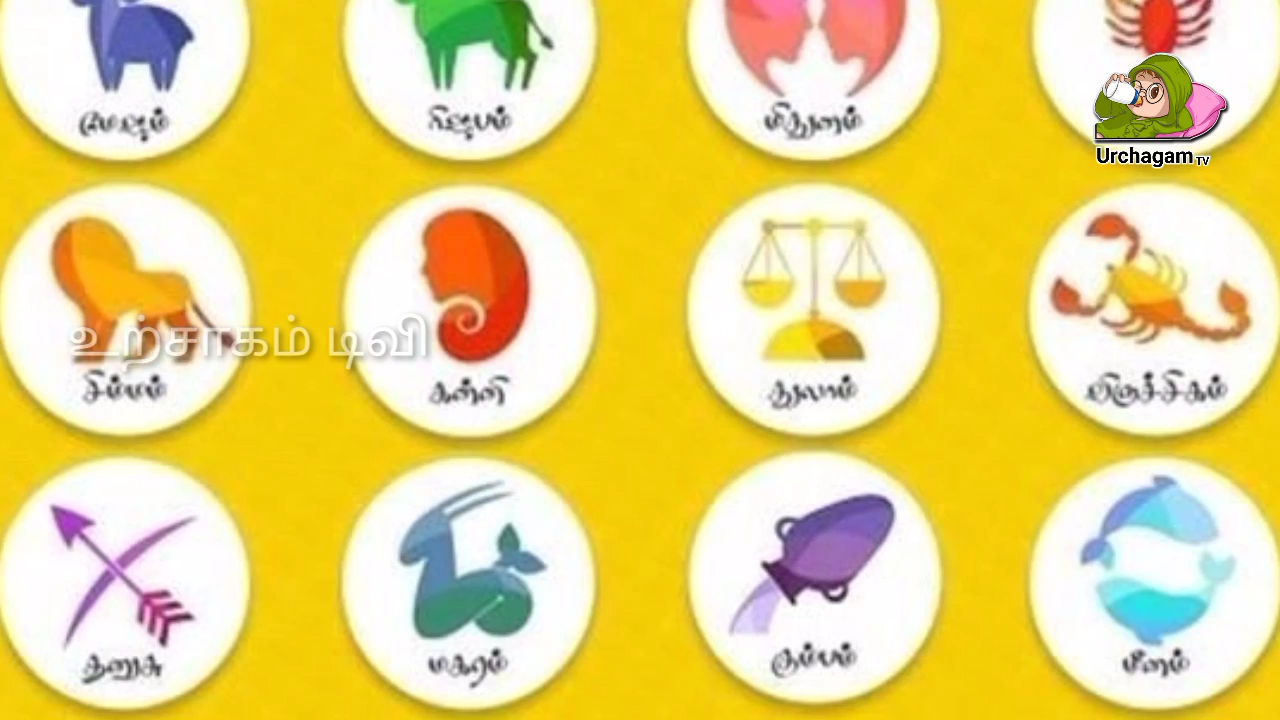 மேஷம்
ரிஷபம்
மிதுனம்
Urchagam TV
சிம்மம்
கன்னி
துலாம்
விருச்சிகம்
உற்சாகம் டிவி
தனுசு
மகரம்
கும்பம்
மீனம்